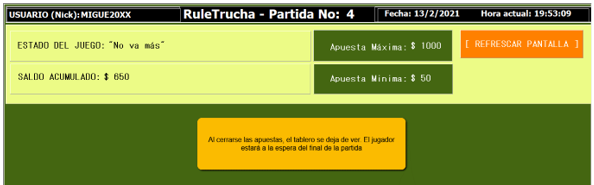 USUARIO (Nick): MIGUE20XX RuleTrucha - Partida No: 4 Fecha: 13/2/2021 Hora actual: 19:53:09
ESTADO DEL JUEGO: "No va más" Apuesta Máxima: $ 1000 [ REFRESCAR PANTALLA ]
SALDO ACUMULADO: $ 650 Apuesta Minima: $ 50
Al cerrarse las apuestas, el tablero se deja de ver. El jugador
estará a la espera del final de la partida